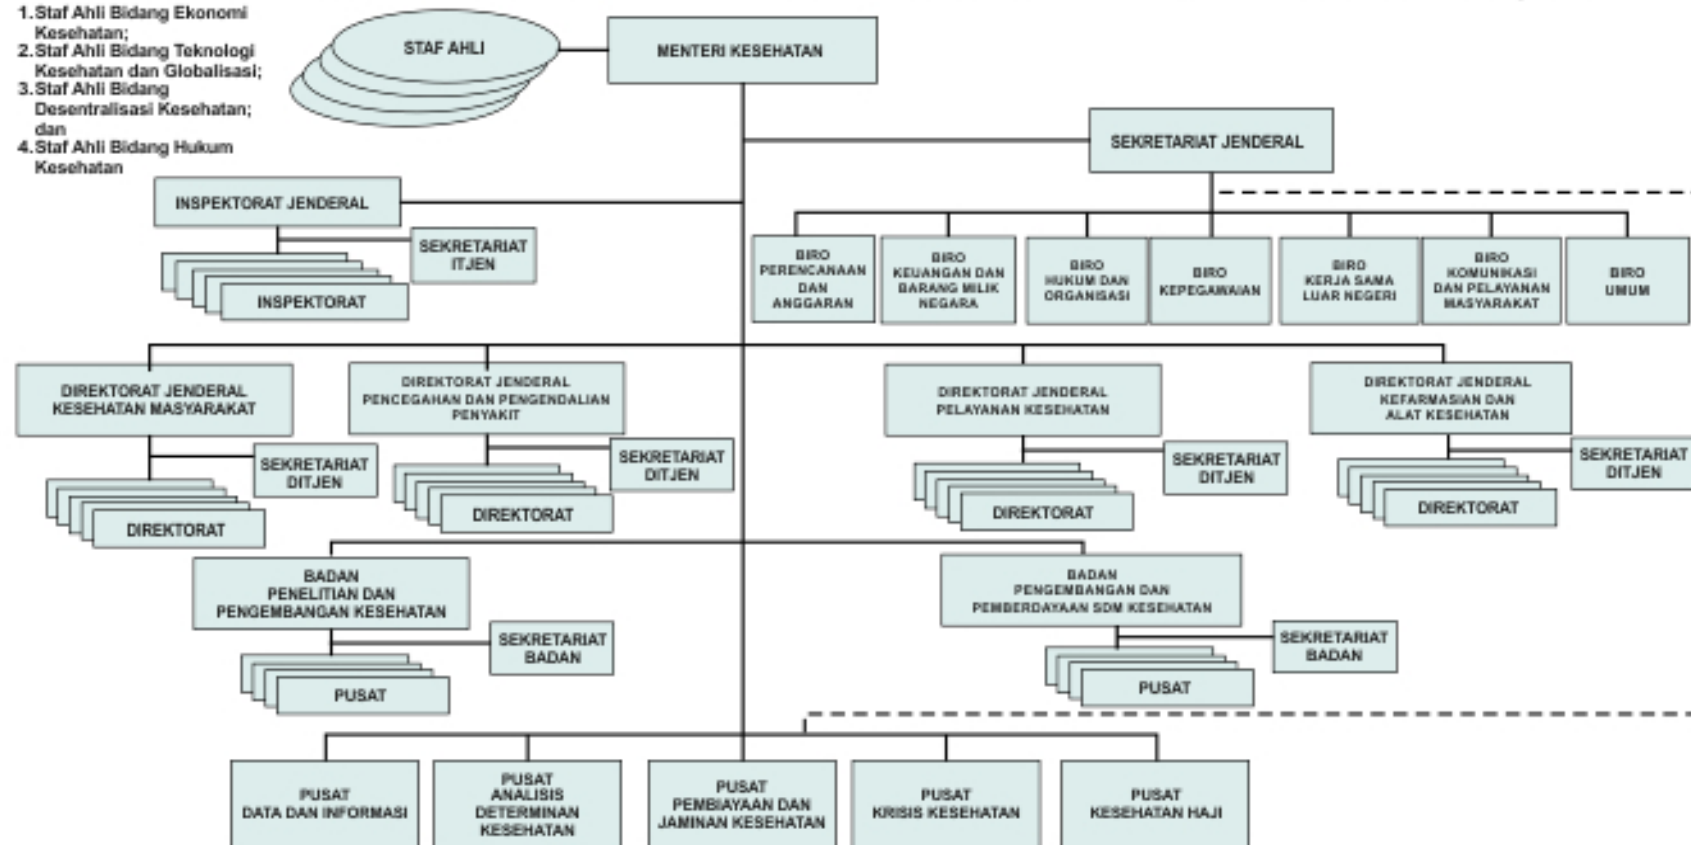 1.Staf Ahli Bidang Ekonomi
Kesehatan;
2.Staf Ahli Bidang Teknologi
Kesehatan dan Globalisasi;
3.Staf Ahli Bidang
Desentralisasi Kesehatan;
dan
4.Staf Ahli Bidang Hukum
Kesehatan
STAF AHLI
MENTERI KESEHATAN
SEKRETARIAT JENDERAL
INSPEKTORAT JENDERAL
SEKRETARIAT
ITJEN
INSPEKTORAT
BIRO
PERENCANAAN
DAN
ANGGARAN
BIRO
KEUANGAN DAN
BARANG MILIK
NEGARA
BIRO
HUKUM DAN
ORGANISASI
BIRO
KEPEGAWAIAN
BIRO
KERJA SAMA
LUAR NEGERI
BIRO
KOMUNIKASI
DAN PELAYANAN
MASYARAKAT
BIRO
UMUM
DIREKTORAT JENDERAL
KESEHATAN MASYARAKAT
SEKRETARIAT
DITJEN
DIREKTORAT
DIREKTORAT JENDERAL
PENCEGAHAN DAN PENGENDALIAN
PENYAKIT
SEKRETARIAT
DITJEN
DIREKTORAT
DIREKTORAT JENDERAL
PELAYANAN KESEHATAN
SEKRETARIAT
DITJEN
DIREKTORAT
DIREKTORAT JENDERAL
KEFARMASIAN DAN
ALAT KESEHATAN
SEKRETARIAT
DITJEN
DIREKTORAT
BADAN
PENELITIAN DAN
PENGEMBANGAN KESEHATAN
SEKRETARIAT
BADAN
PUSAT
BADAN
PENGEMBANGAN DAN
PEMBERDAYAAN SDM KESEHATAN
SEKRETARIAT
BADAN
PUSAT
PUSAT
DATA DAN INFORMASI
PUSAT
ANALISIS
DETERMINAN
KESEHATAN
PUSAT
PEMBIAYAAN DAN
JAMINAN KESEHATAN
PUSAT
KRISIS KESEHATAN
PUSAT
KESEHATAN HAJI